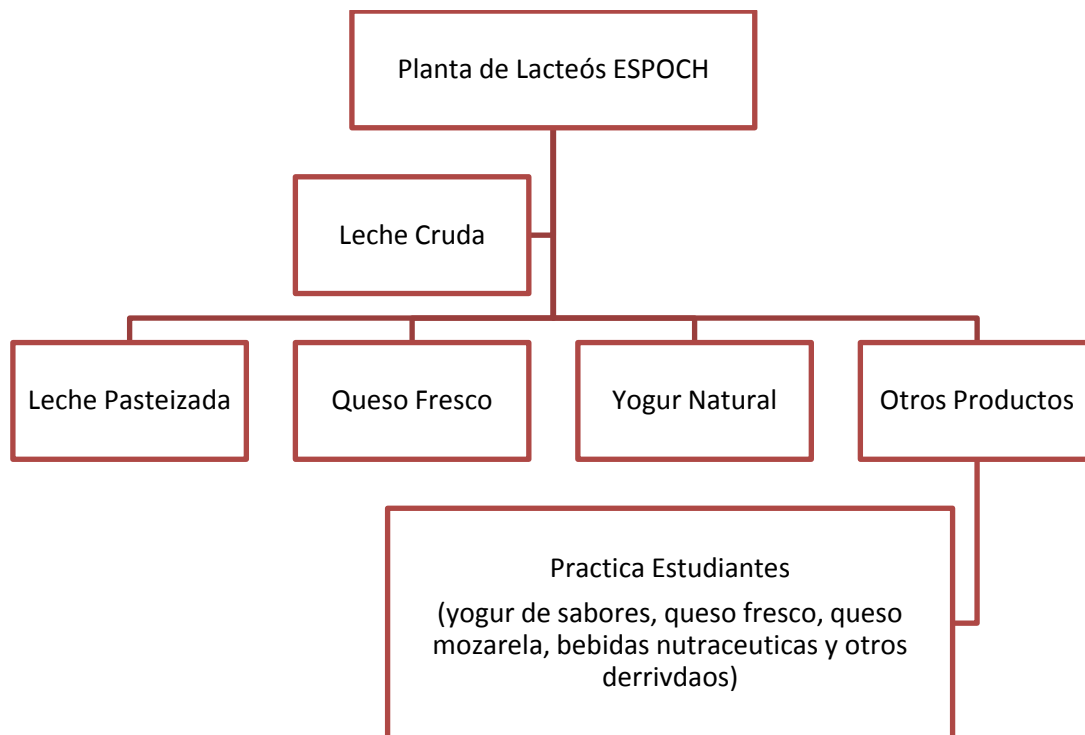 Planta de Lacteós ESPOCH
Leche Cruda
Leche Pasteizada
Queso Fresco
Yogur Natural
Otros Productos
Practica Estudiantes
(yogur de sabores, queso fresco, queso
mozarela, bebidas nutraceuticas y otros
derrivdaos)